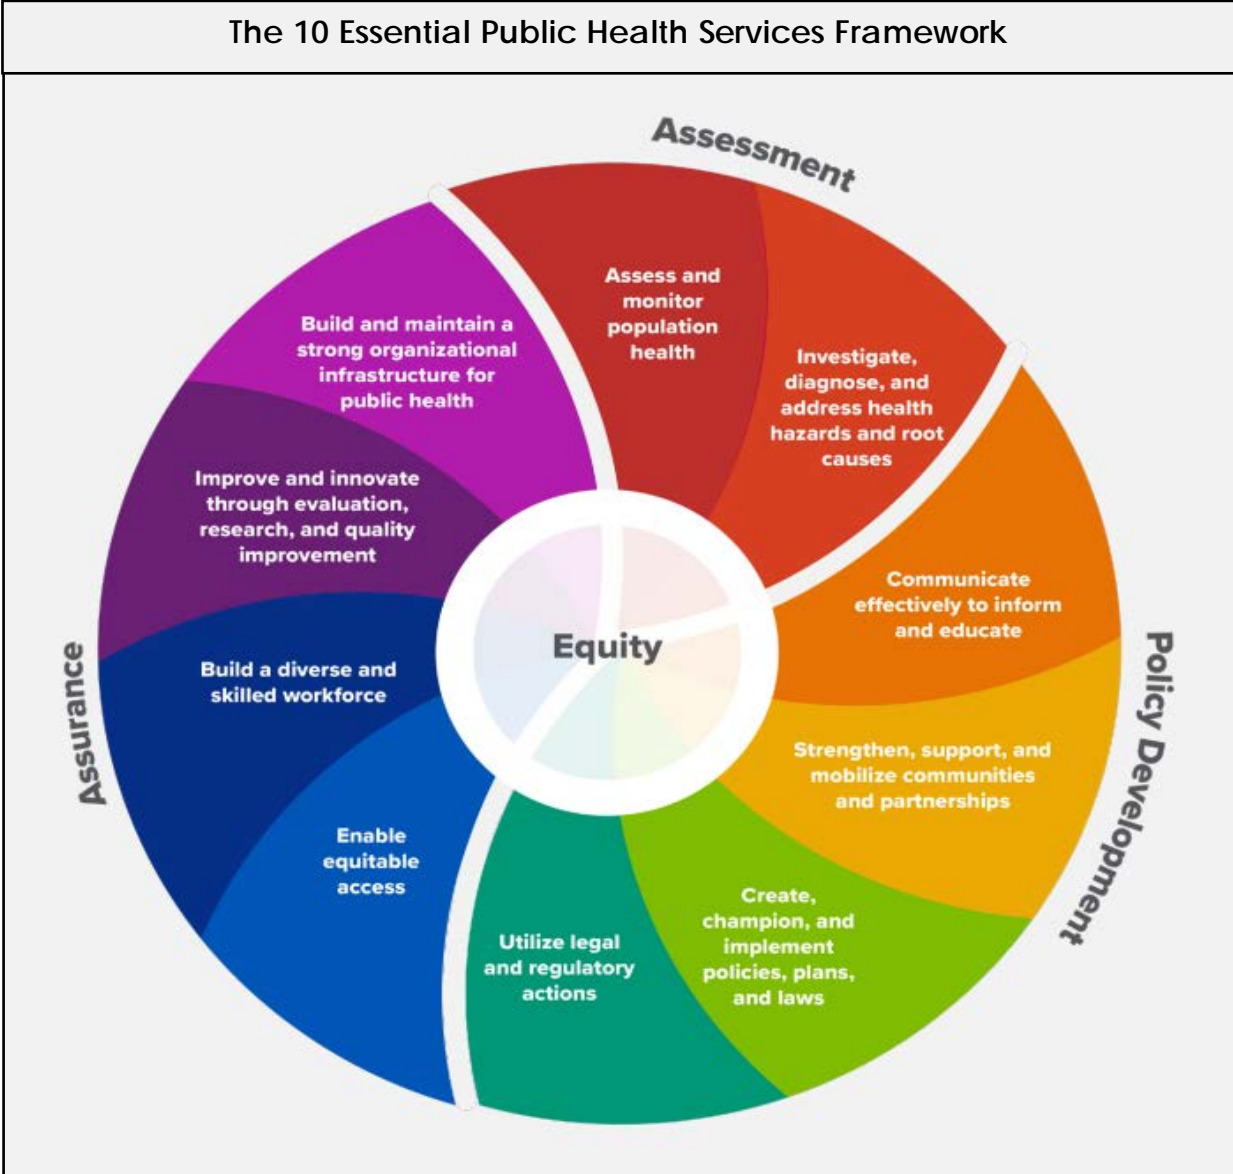 The 10 Essential Public Health Services Framework
Assessment
Assess and
monitor
population
health
Investigate,
diagnose, and
address health
hazards and root
causes
Policy Development
Communicate
effectively to inform
and educate
Strengthen, support, and
mobilize communities
and partnerships
Create,
champion, and
implement
policies, plans,
and laws
Utilize legal
and regulatory
actions
Assurance
Enable
equitable
access
Build a diverse and
skilled workforce
Improve and innovate
through evaluation,
research, and quality
improvement
Build and maintain a
strong organizational
infrastructure for
public health
Equity